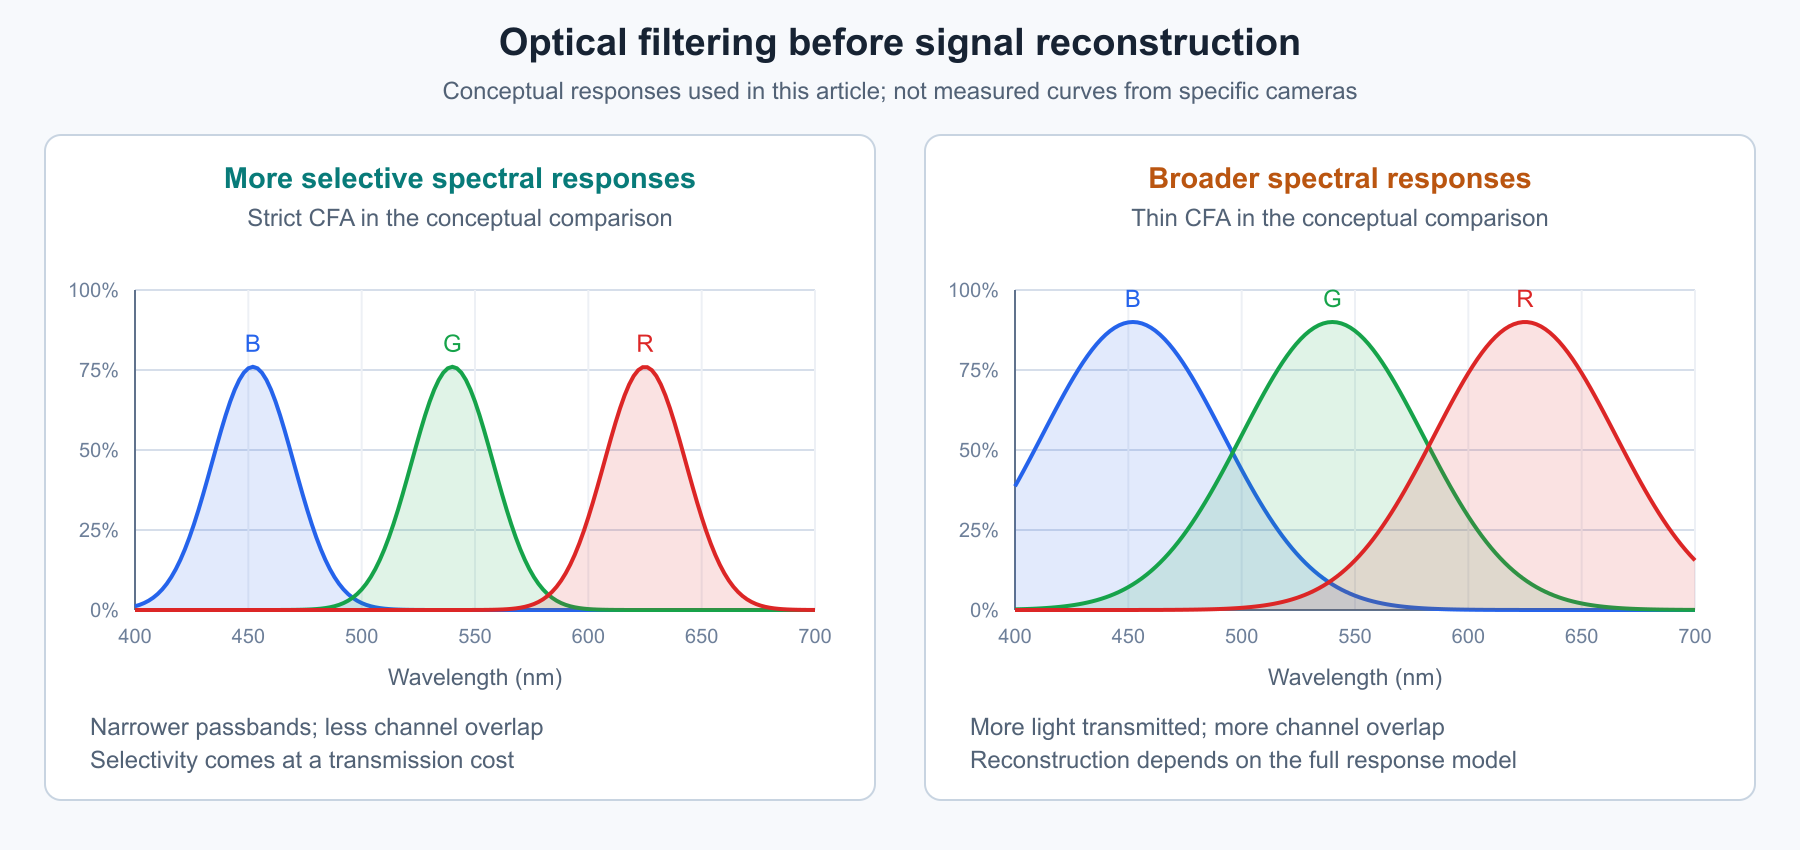 Optical filtering before signal reconstruction
Conceptual responses used in this article; not measured curves from specific cameras
More selective spectral responses
Strict CFA in the conceptual comparison
100%
75%
50%
25%
0%
B
G
R
400 450 500 550 600 650 700
Wavelength (nm)
Narrower passbands; less channel overlap
Selectivity comes at a transmission cost
Broader spectral responses
Thin CFA in the conceptual comparison
100%
75%
50%
25%
0%
B
G
R
400 450 500 550 600 650 700
Wavelength (nm)
More light transmitted; more channel overlap
Reconstruction depends on the full response model